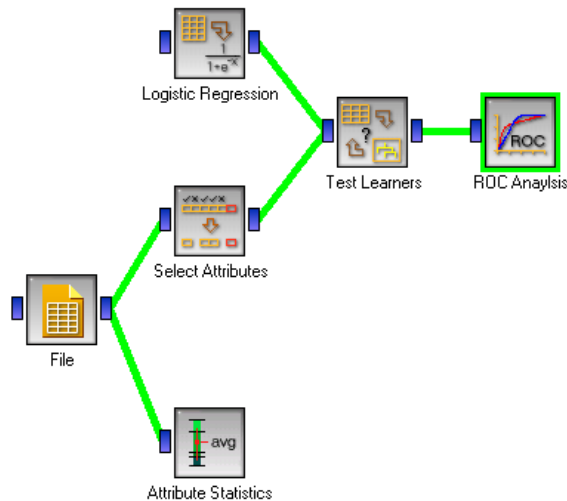 1
1+e^-x
Logistic Regression
?
Test Learners
ROC
ROC Anaylsis
Select Attributes
File
avg
Attribute Statistics